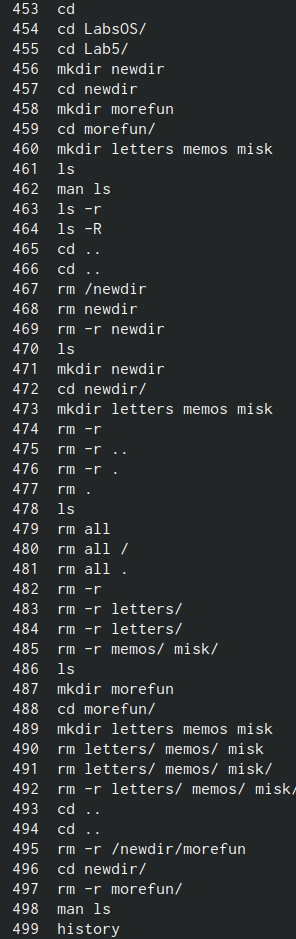 453 cd
454 cd LabsOS/
455 cd Lab5/
456 mkdir newdir
457 cd newdir
458 mkdir morefun
459 cd morefun/
460 mkdir letters memos misk
461 ls
462 man ls
463 ls -r
464 ls -R
465 cd ..
466 cd ..
467 rm /newdir
468 rm newdir
469 rm -r newdir
470 ls
471 mkdir newdir
472 cd newdir/
473 mkdir letters memos misk
474 rm -r
475 rm -r ..
476 rm -r .
477 rm .
478 ls
479 rm all
480 rm all /
481 rm all .
482 rm -r
483 rm -r letters/
484 rm -r letters/
485 rm -r memos/ misk/
486 ls
487 mkdir morefun
488 cd morefun/
489 mkdir letters memos misk
490 rm letters/ memos/ misk
491 rm letters/ memos/ misk/
492 rm -r letters/ memos/ misk/
493 cd ..
494 cd ..
495 rm -r /newdir/morefun
496 cd newdir/
497 rm -r morefun/
498 man ls
499 history